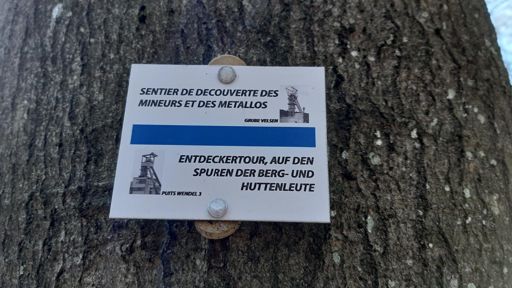 SENTIER DE DECOUVERTE DES
MINEURS ET DES METALLOS
GRUBE VELSEN
ENTDECKERTOUR, AUF DEN
SPUREN DER BERG- UND
HUTTENLEUTE
PUITS WENDEL 3